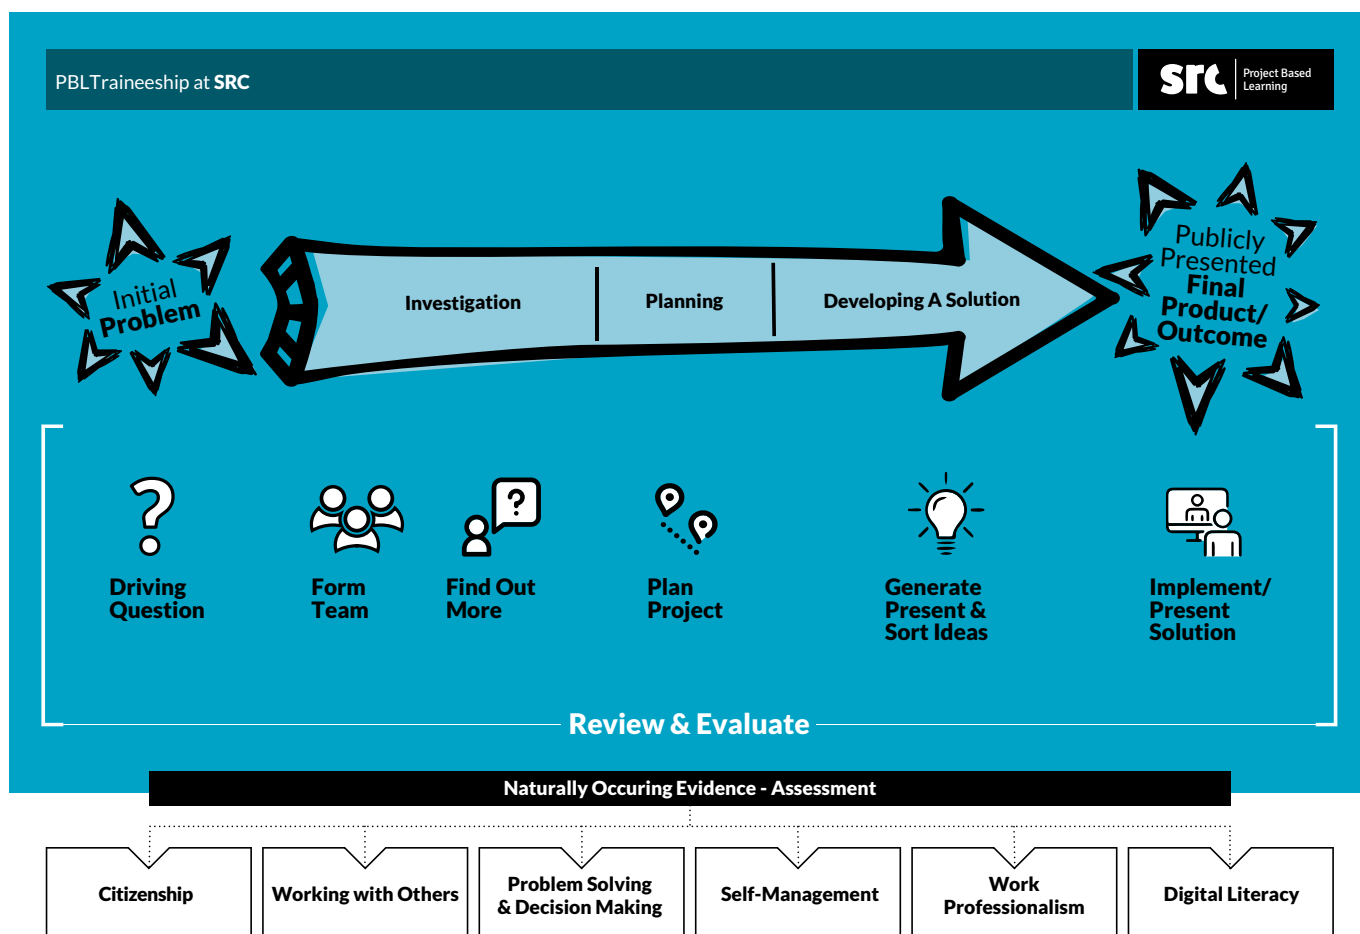 PBLTraineeship at SRC
src
Project Based
Learning
Initial
Problem
Investigation
Planning
Developing A Solution
Publicly
Presented
Final
Product/
Outcome
?
Driving
Question
Form
Team
?
Find Out
More
Plan
Project
Generate
Present &
Sort Ideas
Implement/
Present
Solution
Review & Evaluate
Naturally Occuring Evidence - Assessment
Citizenship
Working with Others
Problem Solving
& Decision Making
Self-Management
Work
Professionalism
Digital Literacy